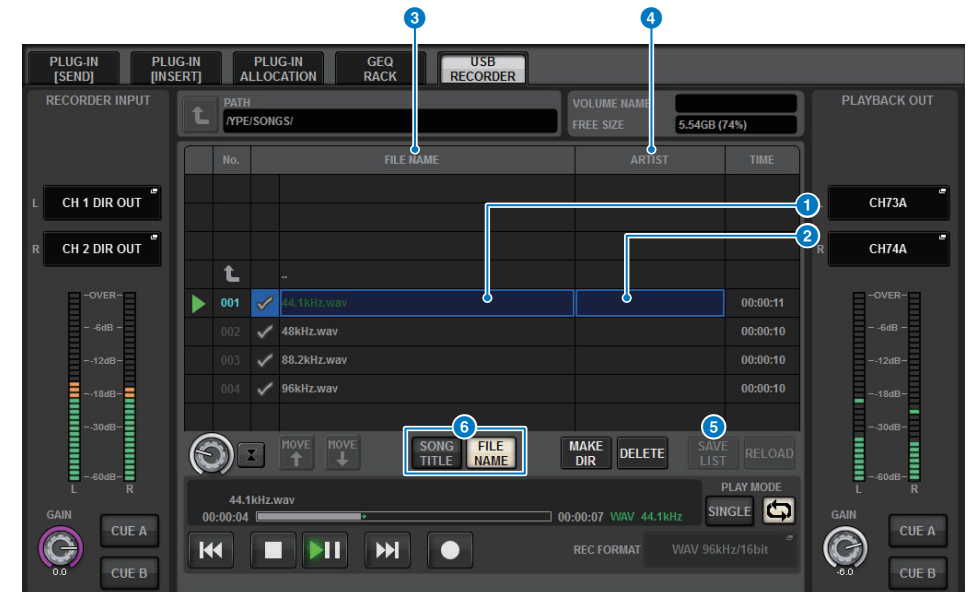 3 4
PLUG-IN [SEND]
PLUG-IN [INSERT]
PLUG-IN ALLOCATION
GEQ RACK
USB RECORDER
RECORDER INPUT
PATH
/YPE/SONGS/
VOLUME NAME
FREE SIZE 5.54GB (74%)
PLAYBACK OUT
No. FILE NAME ARTIST TIME
L CH 1 DIR OUT
R CH 2 DIR OUT
1
2
L CH73A
R CH74A
001 44.1kHz.wav 00:00:11
002 48kHz.wav 00:00:10
003 88.2kHz.wav 00:00:10
004 96kHz.wav 00:00:10
-OVER-
-6dB
-12dB
-18dB
-30dB
-60dB
L R
-OVER-
-6dB
-12dB
-18dB
-30dB
-60dB
L R
6 5
MOVE
MOVE
SONG TITLE
FILE NAME
MAKE DIR
DELETE
SAVE LIST
RELOAD
44.1kHz.wav
00:00:04 00:00:07 WAV 44.1kHz
PLAY MODE
SINGLE
REC FORMAT WAV 96kHz/16bit
GAIN
0.0
CUE A
CUE B
GAIN
-6.0
CUE A
CUE B